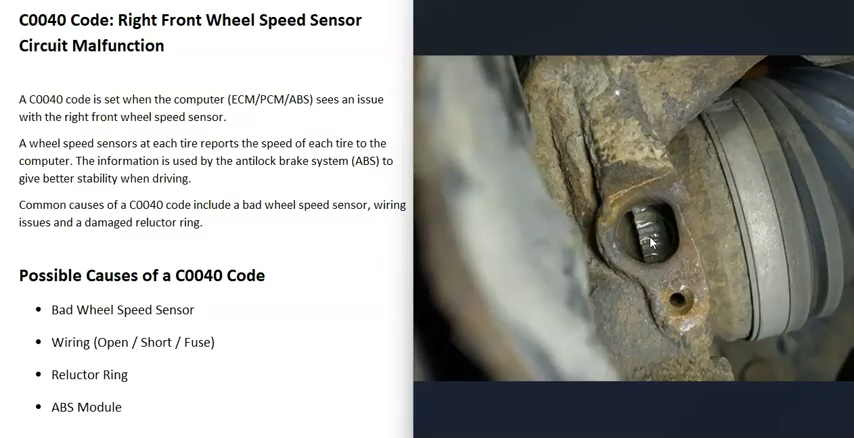 C0040 Code: Right Front Wheel Speed Sensor
Circuit Malfunction
A C0040 code is set when the computer (ECM/PCM/ABS) sees an issue
with the right front wheel speed sensor.
A wheel speed sensors at each tire reports the speed of each tire to the
computer. The information is used by the antilock brake system (ABS) to
give better stability when driving.
Common causes of a C0040 code include a bad wheel speed sensor, wiring
issues and a damaged reluctor ring.
Possible Causes of a C0040 Code
• Bad Wheel Speed Sensor
• Wiring (Open / Short / Fuse)
• Reluctor Ring
• ABS Module